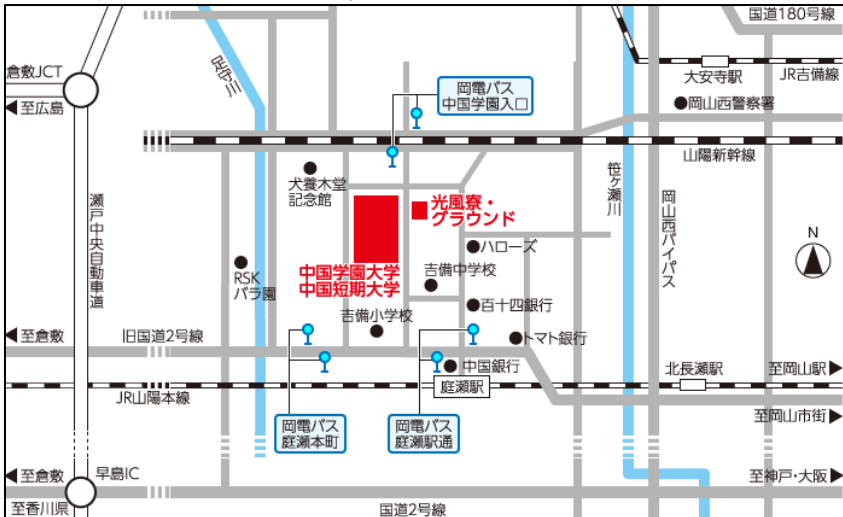 国道180号線
倉敷JCT
足守川
大安寺駅
JR吉備線
岡電バス
中国学園入口
至広島
岡山西警察署
山陽新幹線
犬養木堂
記念館
笹ヶ瀬川
岡山西バイパス
瀬戸中央自動車道
光風寮・
グラウンド
N
ハローズ
RSK
バラ園
中国学園大学
中国短期大学
吉備中学校
百十四銀行
吉備小学校
至倉敷
旧国道2号線
トマト銀行
中国銀行
北長瀬駅
至岡山駅
庭瀬駅
JR山陽本線
至岡山市街
岡電バス
庭瀬本町
岡電バス
庭瀬駅通
至倉敷
早島IC
至神戸・大阪
至香川県
国道2号線